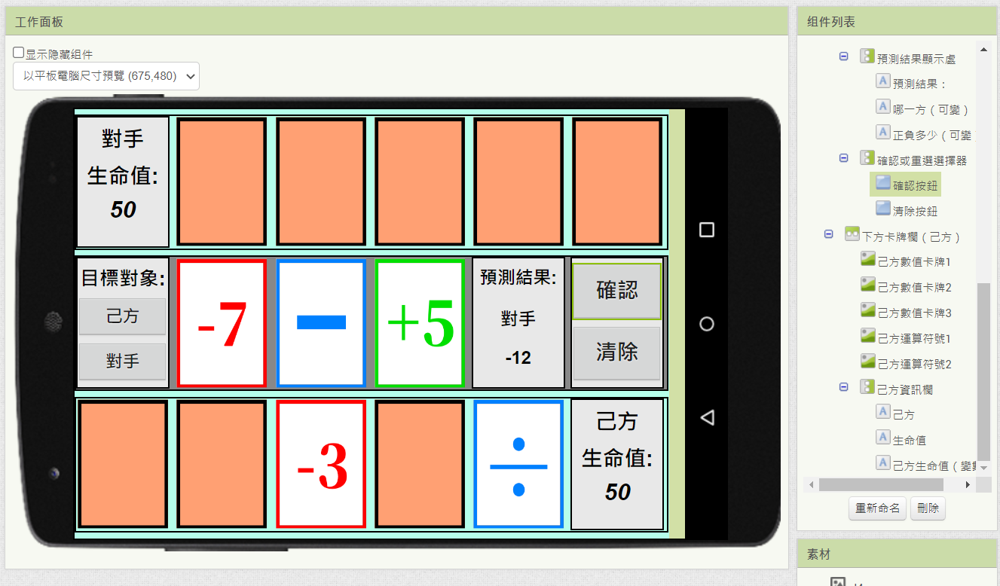 工作面板
显示隐藏组件
以平板電腦尺寸預覽 (675,480)
對手
生命值:
50
目標對象:
己方
對手
-7
−
+5
預測結果:
對手
-12
確認
清除
-3
÷
己方
生命值:
50
组件列表
預測結果顯示處
預測結果：
哪一方（可變）
正負多少（可變
確認或重選選擇器
確認按鈕
清除按鈕
下方卡牌欄（己方）
己方數值卡牌1
己方數值卡牌2
己方數值卡牌3
己方運算符號1
己方運算符號2
己方資訊欄
己方
生命值
己方生命值（變數
重新命名
刪除
素材